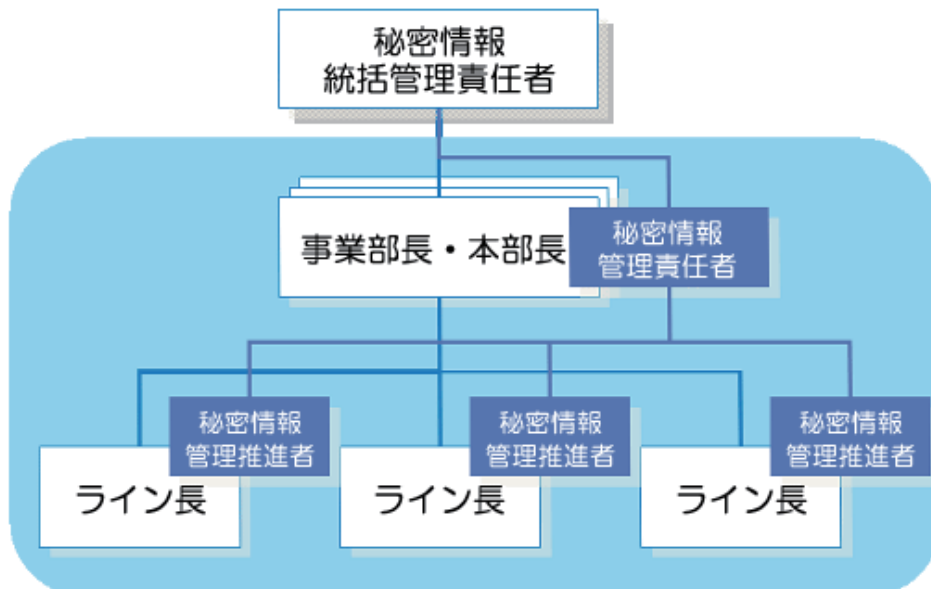 秘密情報
統括管理責任者
事業部長・本部長
秘密情報
管理責任者
秘密情報
管理推進者
秘密情報
管理推進者
秘密情報
管理推進者
ライン長
ライン長
ライン長